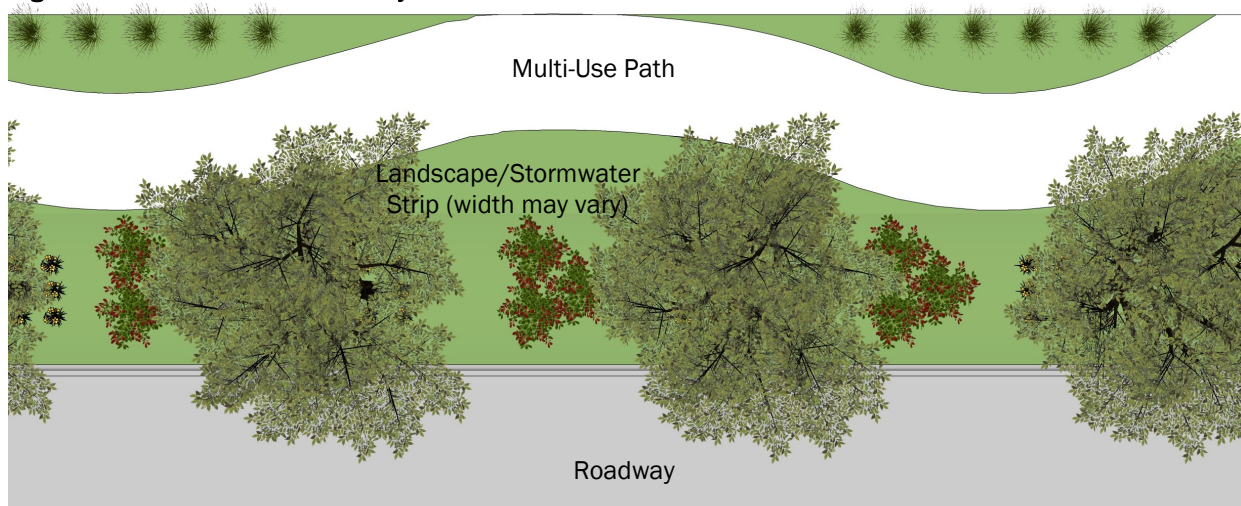 Multi-Use Path
Landscape/Stormwater
Strip (width may vary)
Roadway